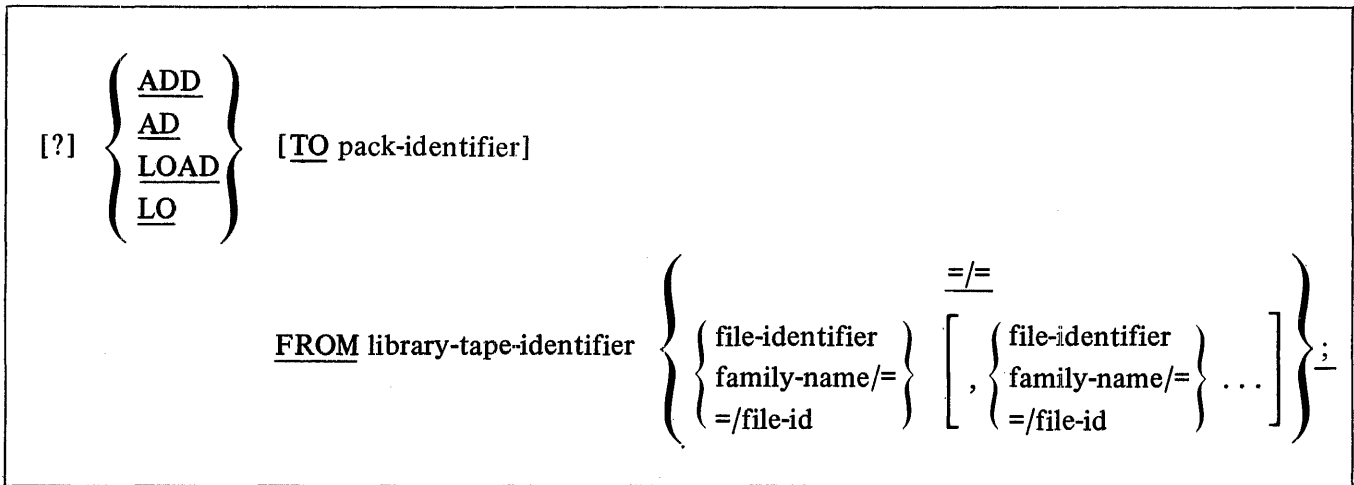 ADD
AD
[?] LOAD [TO pack-identifier]
LO
=/=
FROM library-tape-identifier file-identifier [ , file-identifier
family-name/= family-name/= ... ] ;
=/file-id =/file-id